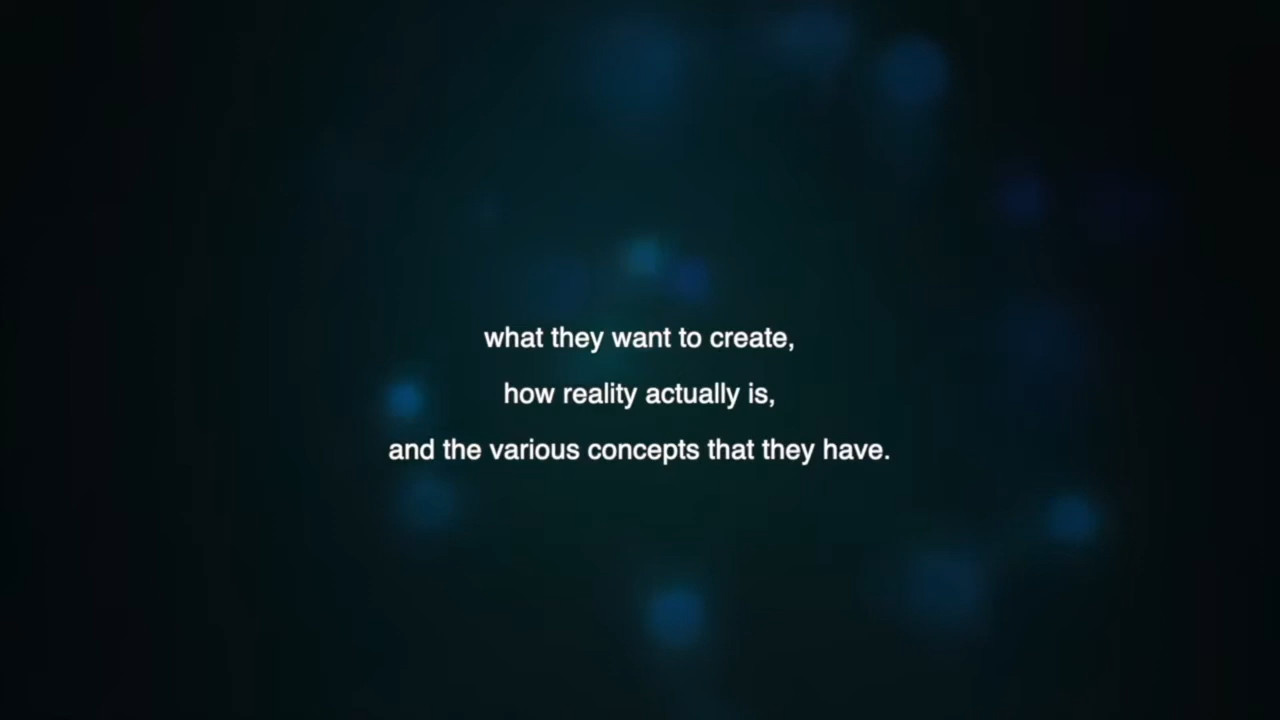 what they want to create,
how reality actually is,
and the various concepts that they have.